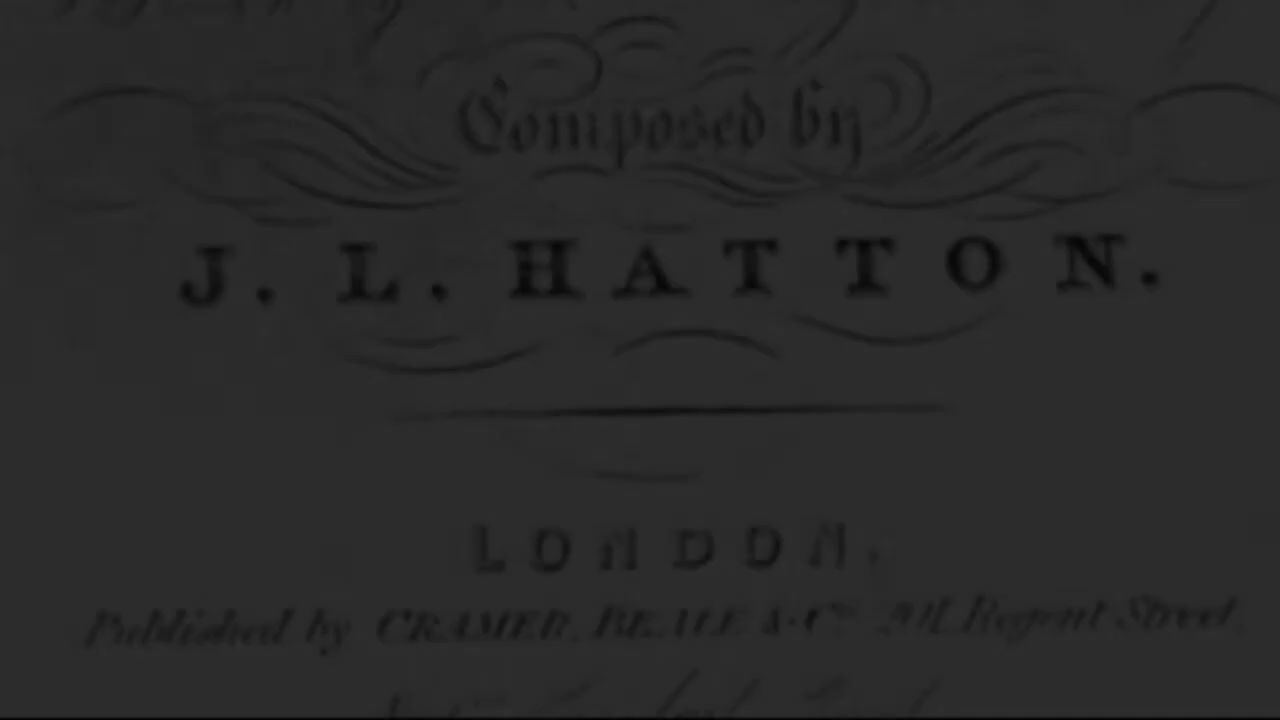 Composed by
J. L. HATTON.
LONDON.
Published by CRAMER, BEALE & Co. 201, Regent Street,